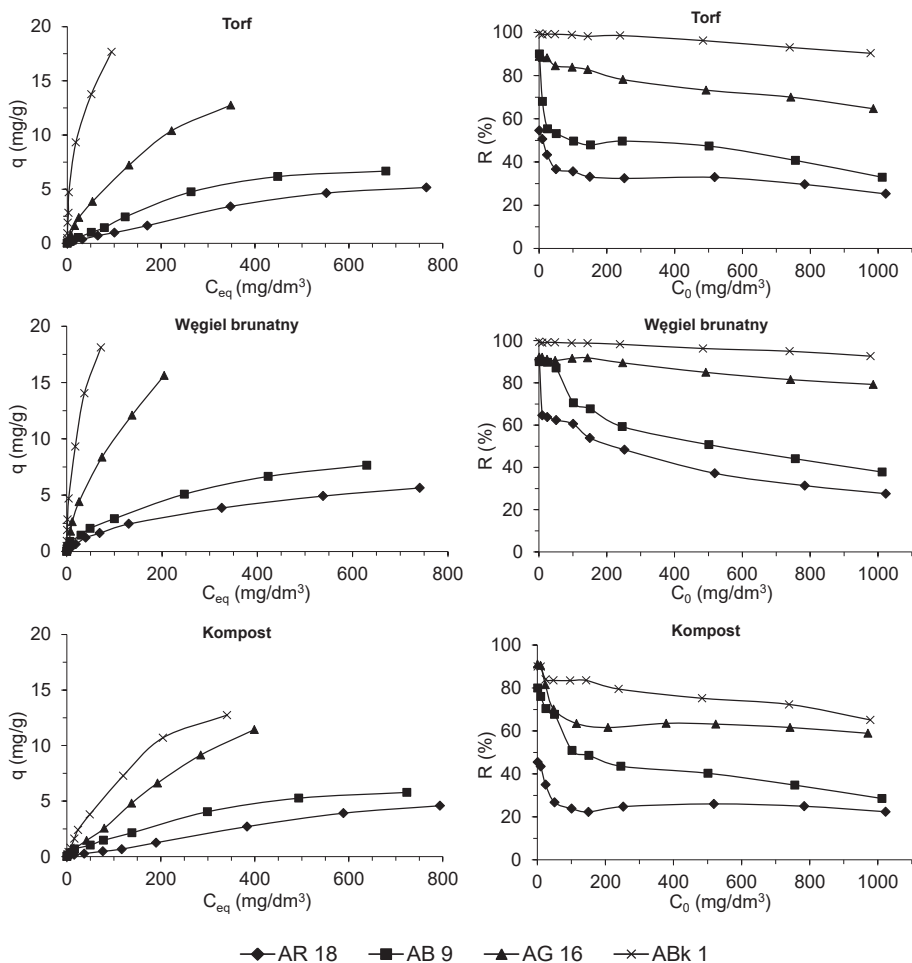 Torf
q (mg/g)
20
15
10
5
0
0 200 400 600 800
C_eq (mg/dm³)
Torf
R (%)
100
80
60
40
20
0
0 200 400 600 800 1000
C₀ (mg/dm³)
Węgiel brunatny
q (mg/g)
20
15
10
5
0
0 200 400 600 800
C_eq (mg/dm³)
Węgiel brunatny
R (%)
100
80
60
40
20
0
0 200 400 600 800 1000
C₀ (mg/dm³)
Kompost
q (mg/g)
20
15
10
5
0
0 200 400 600 800
C_eq (mg/dm³)
Kompost
R (%)
100
80
60
40
20
0
0 200 400 600 800 1000
C₀ (mg/dm³)
AR 18 AB 9 AG 16 ABk 1